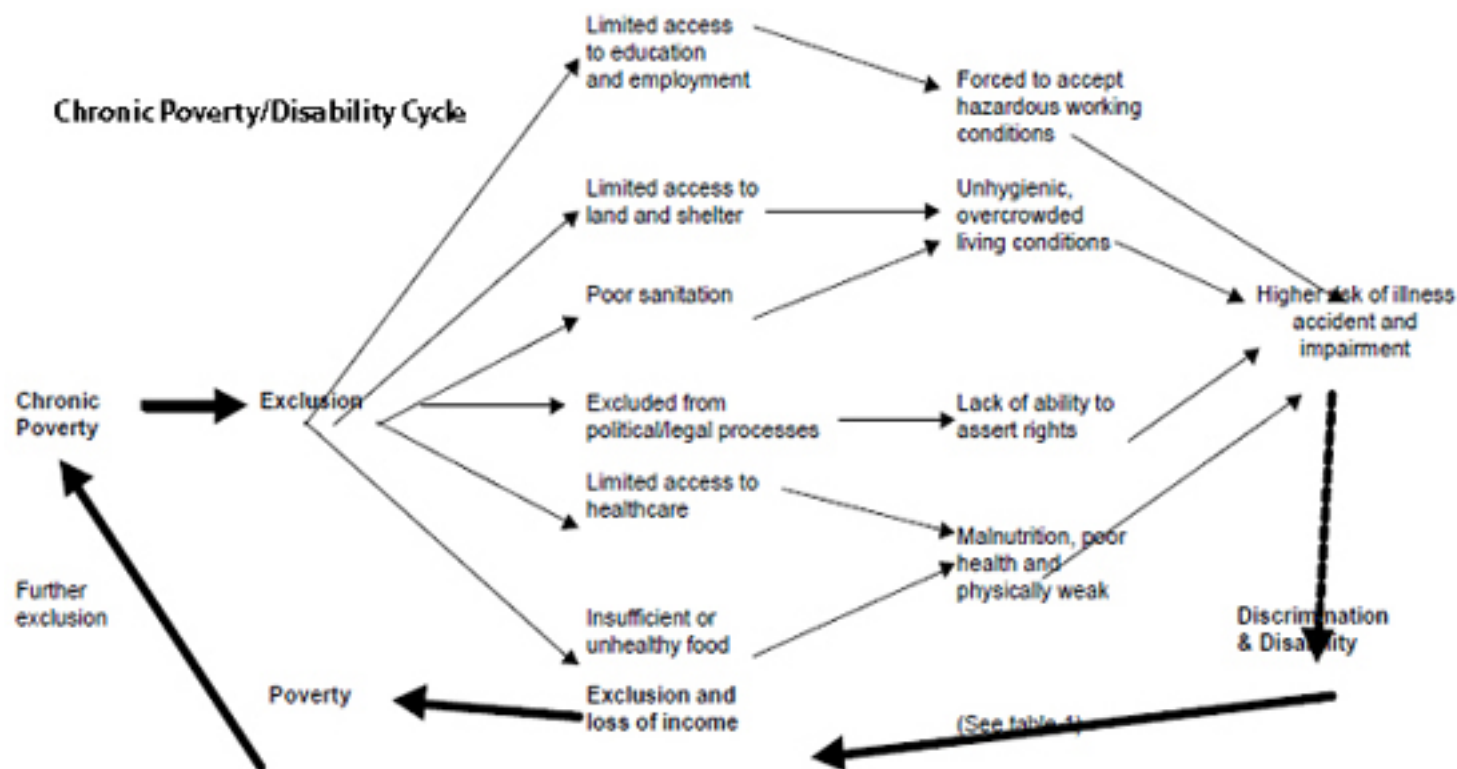 Chronic Poverty/Disability Cycle
Limited access
to education
and employment
Forced to accept
hazardous working
conditions
Limited access to
land and shelter
Unhygienic,
overcrowded
living conditions
Poor sanitation
Higher risk of illness
accident and
impairment
Chronic
Poverty
Exclusion
Excluded from
political/legal processes
Lack of ability to
assert rights
Limited access to
healthcare
Malnutrition, poor
health and
physically weak
Further
exclusion
Insufficient or
unhealthy food
Discrimination
& Disability
Poverty
Exclusion and
loss of income
(See table 1)